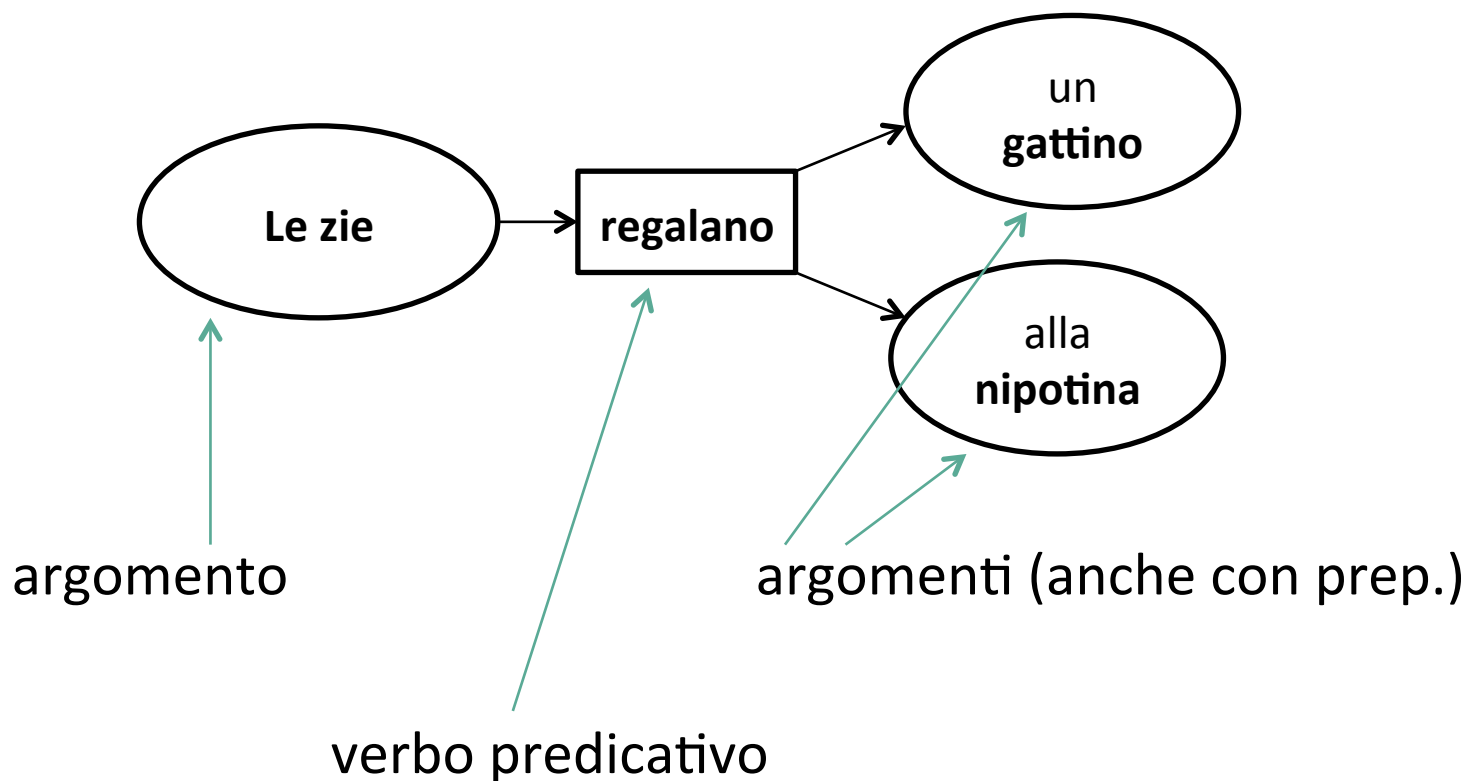 Le zie
regalano
un
gattino
alla
nipotina
argomento
argomenti (anche con prep.)
verbo predicativo